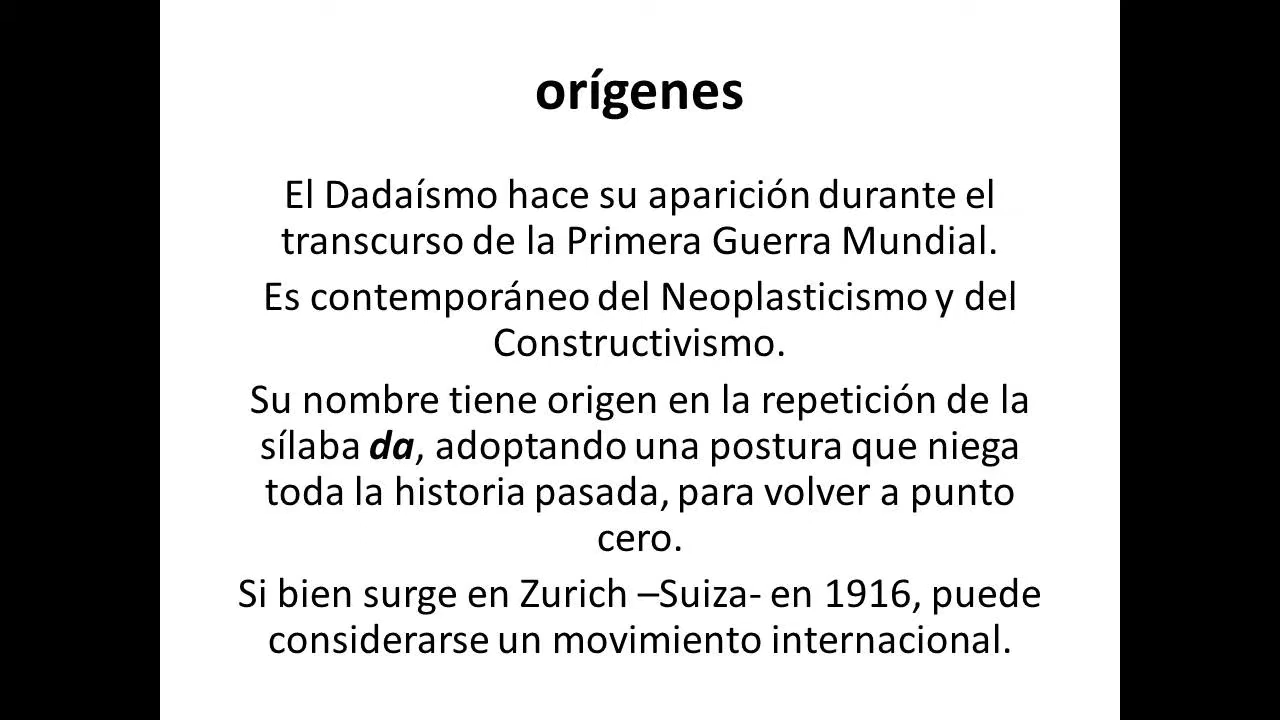 orígenes
El Dadaísmo hace su aparición durante el
transcurso de la Primera Guerra Mundial.
Es contemporáneo del Neoplasticismo y del
Constructivismo.
Su nombre tiene origen en la repetición de la
sílaba da, adoptando una postura que niega
toda la historia pasada, para volver a punto
cero.
Si bien surge en Zurich –Suiza- en 1916, puede
considerarse un movimiento internacional.